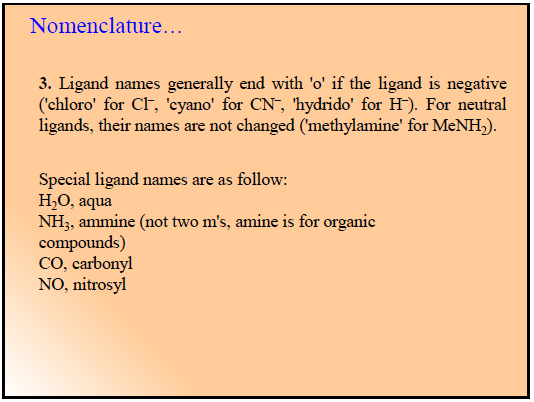 Nomenclature…
3. Ligand names generally end with 'o' if the ligand is negative
('chloro' for Cl⁻, 'cyano' for CN⁻, 'hydrido' for H⁻). For neutral
ligands, their names are not changed ('methylamine' for MeNH₂).
Special ligand names are as follow:
H₂O, aqua
NH₃, ammine (not two m's, amine is for organic
compounds)
CO, carbonyl
NO, nitrosyl